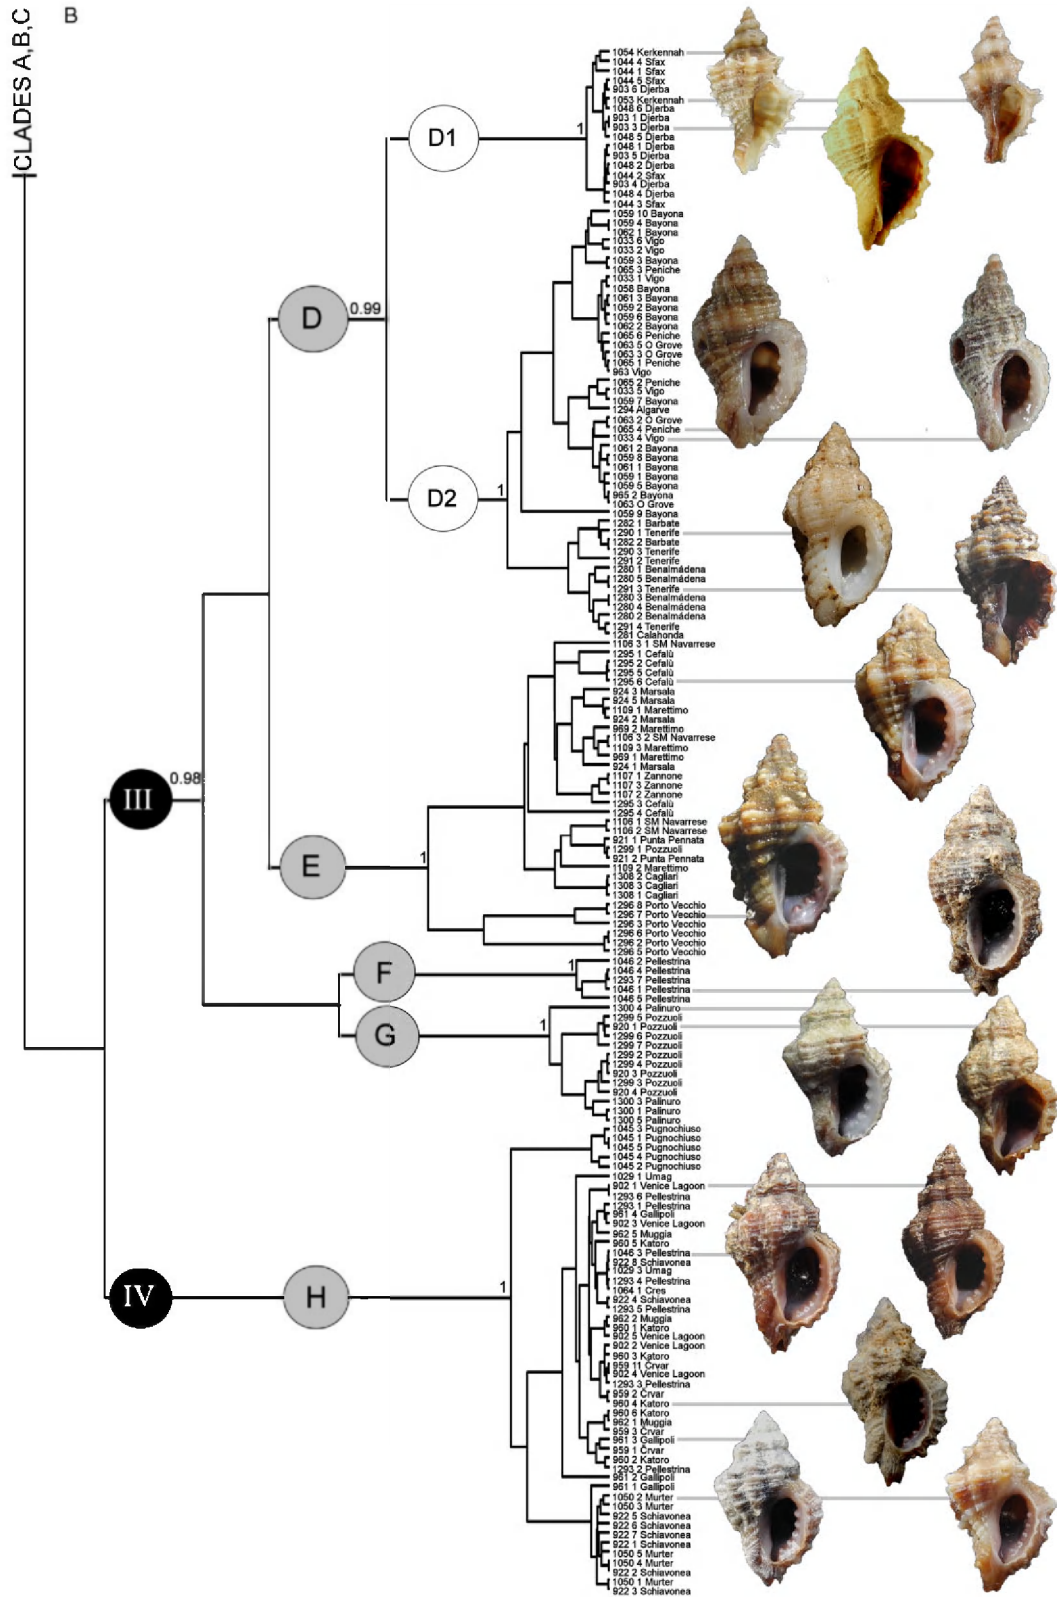 CLADES A,B,C
B
D1
1
D
0.99
D2
1
III
0.98
E
1
F
1
G
1
IV
H
1
1054 Kerkennah
1044 4 Sfax
1044 1 Sfax
1044 5 Sfax
903 6 Djerba
1053 Kerkennah
1048 6 Djerba
903 1 Djerba
903 3 Djerba
1048 5 Djerba
1048 1 Djerba
903 5 Djerba
1048 2 Djerba
1044 2 Sfax
903 4 Djerba
1048 4 Djerba
1044 3 Sfax
1059 10 Bayona
1059 4 Bayona
1062 1 Bayona
1033 6 Vigo
1033 2 Vigo
1059 3 Bayona
1065 3 Peniche
1033 1 Vigo
1058 Bayona
1061 3 Bayona
1059 2 Bayona
1059 6 Bayona
1062 2 Bayona
1065 6 Peniche
1063 5 O Grove
1063 3 O Grove
1065 1 Peniche
963 Vigo
1065 2 Peniche
1033 5 Vigo
1059 7 Bayona
1294 Algarve
1063 2 O Grove
1065 4 Peniche
1033 4 Vigo
1061 2 Bayona
1059 8 Bayona
1061 1 Bayona
1059 1 Bayona
1059 5 Bayona
965 2 Bayona
1063 O Grove
1059 9 Bayona
1282 1 Barbate
1290 1 Tenerife
1282 2 Barbate
1290 3 Tenerife
1291 2 Tenerife
1280 1 Benalmádena
1280 5 Benalmádena
1291 3 Tenerife
1280 3 Benalmádena
1280 4 Benalmádena
1280 2 Benalmádena
1291 4 Tenerife
1281 Calahonda
1106 3 1 SM Navarrese
1295 1 Cefalù
1295 2 Cefalù
1295 5 Cefalù
1295 6 Cefalù
924 3 Marsala
924 5 Marsala
1109 1 Marettimo
924 2 Marsala
969 2 Marettimo
1106 3 2 SM Navarrese
1109 3 Marettimo
969 1 Marettimo
924 1 Marsala
1107 1 Zannone
1107 3 Zannone
1107 2 Zannone
1295 3 Cefalù
1295 4 Cefalù
1106 1 SM Navarrese
1106 2 SM Navarrese
921 1 Punta Pennata
1299 1 Pozzuoli
921 2 Punta Pennata
1109 2 Marettimo
1308 2 Cagliari
1308 3 Cagliari
1308 1 Cagliari
1296 8 Porto Vecchio
1296 7 Porto Vecchio
1296 3 Porto Vecchio
1296 6 Porto Vecchio
1296 2 Porto Vecchio
1296 5 Porto Vecchio
1046 2 Pellestrina
1046 4 Pellestrina
1293 7 Pellestrina
1046 1 Pellestrina
1046 5 Pellestrina
1300 4 Palinuro
1299 5 Pozzuoli
920 1 Pozzuoli
1299 6 Pozzuoli
1299 7 Pozzuoli
1299 2 Pozzuoli
1299 4 Pozzuoli
920 3 Pozzuoli
1299 3 Pozzuoli
920 4 Pozzuoli
1300 3 Palinuro
1300 1 Palinuro
1300 5 Palinuro
1045 3 Pugnochiuso
1045 1 Pugnochiuso
1045 5 Pugnochiuso
1045 4 Pugnochiuso
1045 2 Pugnochiuso
1029 1 Umag
902 1 Venice Lagoon
1293 6 Pellestrina
1293 1 Pellestrina
961 4 Gallipoli
902 3 Venice Lagoon
962 5 Muggia
960 5 Katoro
1046 3 Pellestrina
922 8 Schiavonea
1029 3 Umag
1293 4 Pellestrina
1064 1 Cres
922 4 Schiavonea
1293 5 Pellestrina
962 2 Muggia
960 1 Katoro
902 5 Venice Lagoon
902 2 Venice Lagoon
960 3 Katoro
959 11 Črvar
902 4 Venice Lagoon
1293 3 Pellestrina
959 2 Črvar
960 4 Katoro
960 6 Katoro
962 1 Muggia
959 3 Črvar
961 3 Gallipoli
959 1 Črvar
960 2 Katoro
1293 2 Pellestrina
961 2 Gallipoli
961 1 Gallipoli
1050 2 Murter
1050 3 Murter
922 5 Schiavonea
922 6 Schiavonea
922 7 Schiavonea
922 1 Schiavonea
1050 5 Murter
1050 4 Murter
922 2 Schiavonea
1050 1 Murter
922 3 Schiavonea